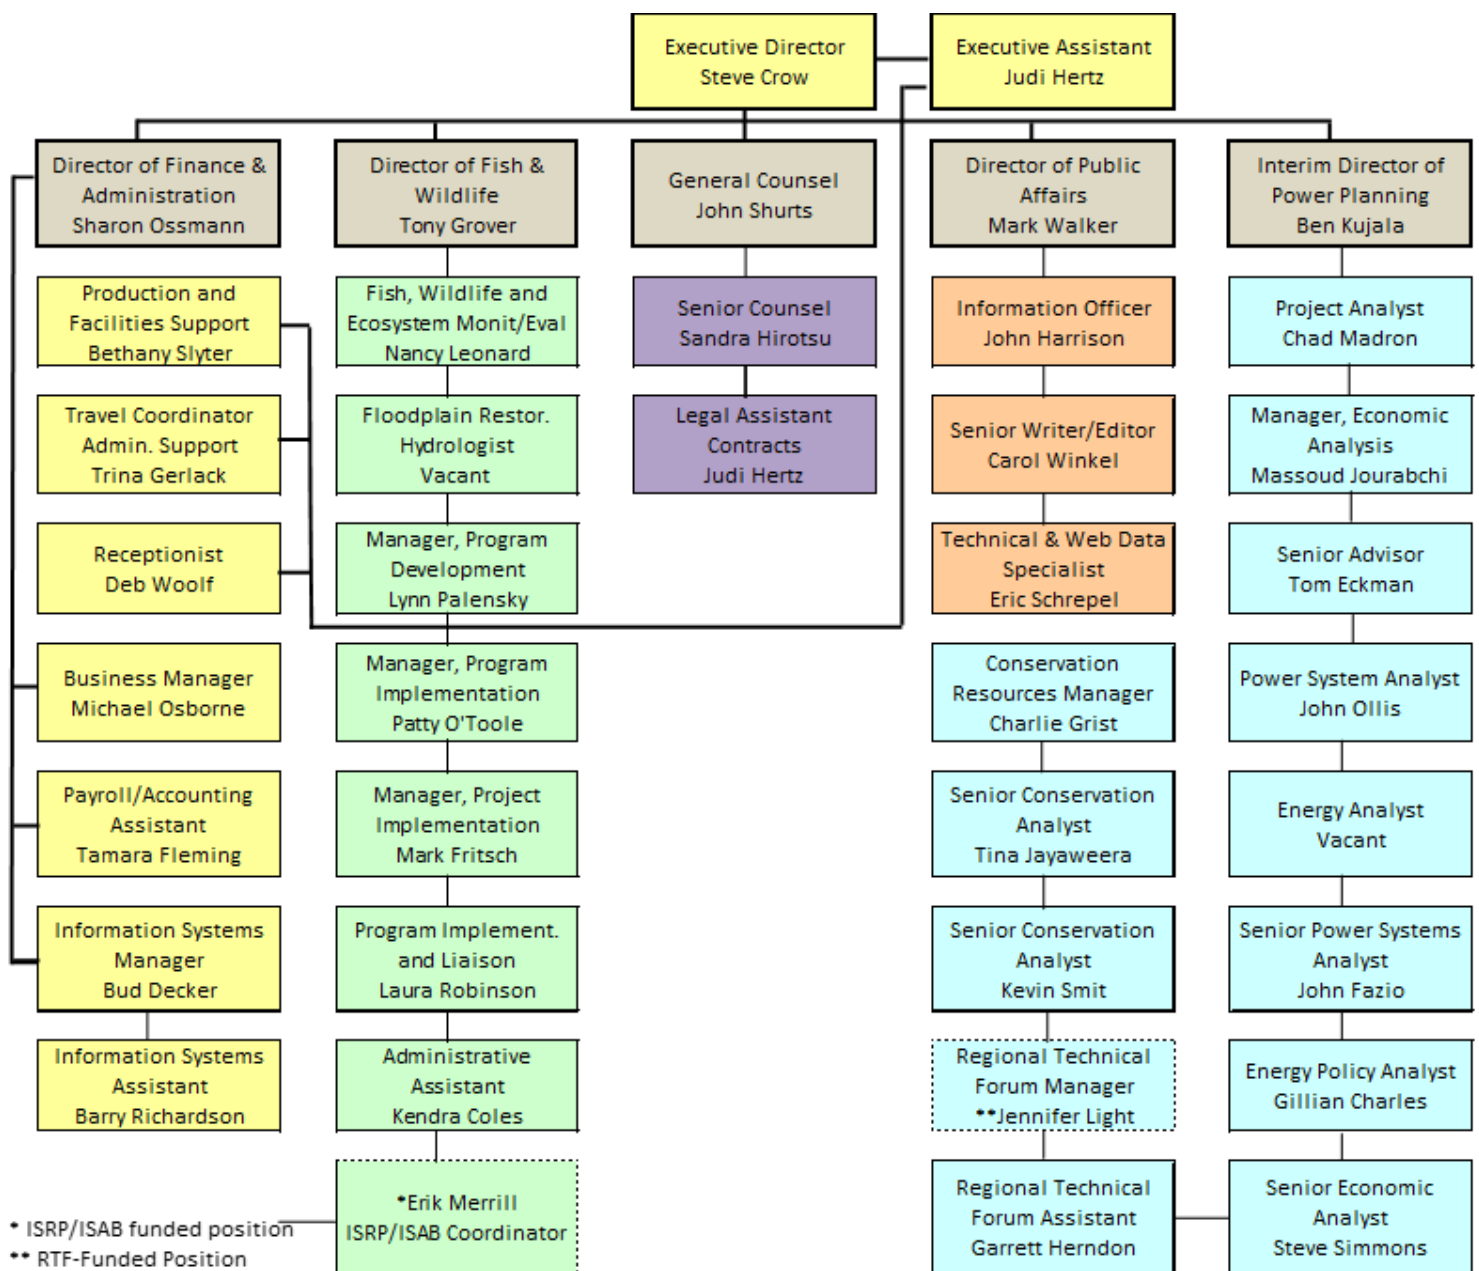 Executive Director
Steve Crow
Executive Assistant
Judi Hertz
Director of Finance &
Administration
Sharon Ossmann
Director of Fish &
Wildlife
Tony Grover
General Counsel
John Shurts
Director of Public
Affairs
Mark Walker
Interim Director of
Power Planning
Ben Kujala
Production and
Facilities Support
Bethany Slyter
Fish, Wildlife and
Ecosystem Monit/Eval
Nancy Leonard
Senior Counsel
Sandra Hirotsu
Information Officer
John Harrison
Project Analyst
Chad Madron
Travel Coordinator
Admin. Support
Trina Gerlack
Floodplain Restor.
Hydrologist
Vacant
Legal Assistant
Contracts
Judi Hertz
Senior Writer/Editor
Carol Winkel
Manager, Economic
Analysis
Massoud Jourabchi
Receptionist
Deb Woolf
Manager, Program
Development
Lynn Palensky
Technical & Web Data
Specialist
Eric Schrepel
Senior Advisor
Tom Eckman
Business Manager
Michael Osborne
Manager, Program
Implementation
Patty O'Toole
Conservation
Resources Manager
Charlie Grist
Power System Analyst
John Ollis
Payroll/Accounting
Assistant
Tamara Fleming
Manager, Project
Implementation
Mark Fritsch
Senior Conservation
Analyst
Tina Jayaweera
Energy Analyst
Vacant
Information Systems
Manager
Bud Decker
Program Implement.
and Liaison
Laura Robinson
Senior Conservation
Analyst
Kevin Smit
Senior Power Systems
Analyst
John Fazio
Information Systems
Assistant
Barry Richardson
Administrative
Assistant
Kendra Coles
Regional Technical
Forum Manager
**Jennifer Light
Energy Policy Analyst
Gillian Charles
*Erik Merrill
ISRP/ISAB Coordinator
Regional Technical
Forum Assistant
Garrett Herndon
Senior Economic
Analyst
Steve Simmons
* ISRP/ISAB funded position
** RTF-Funded Position